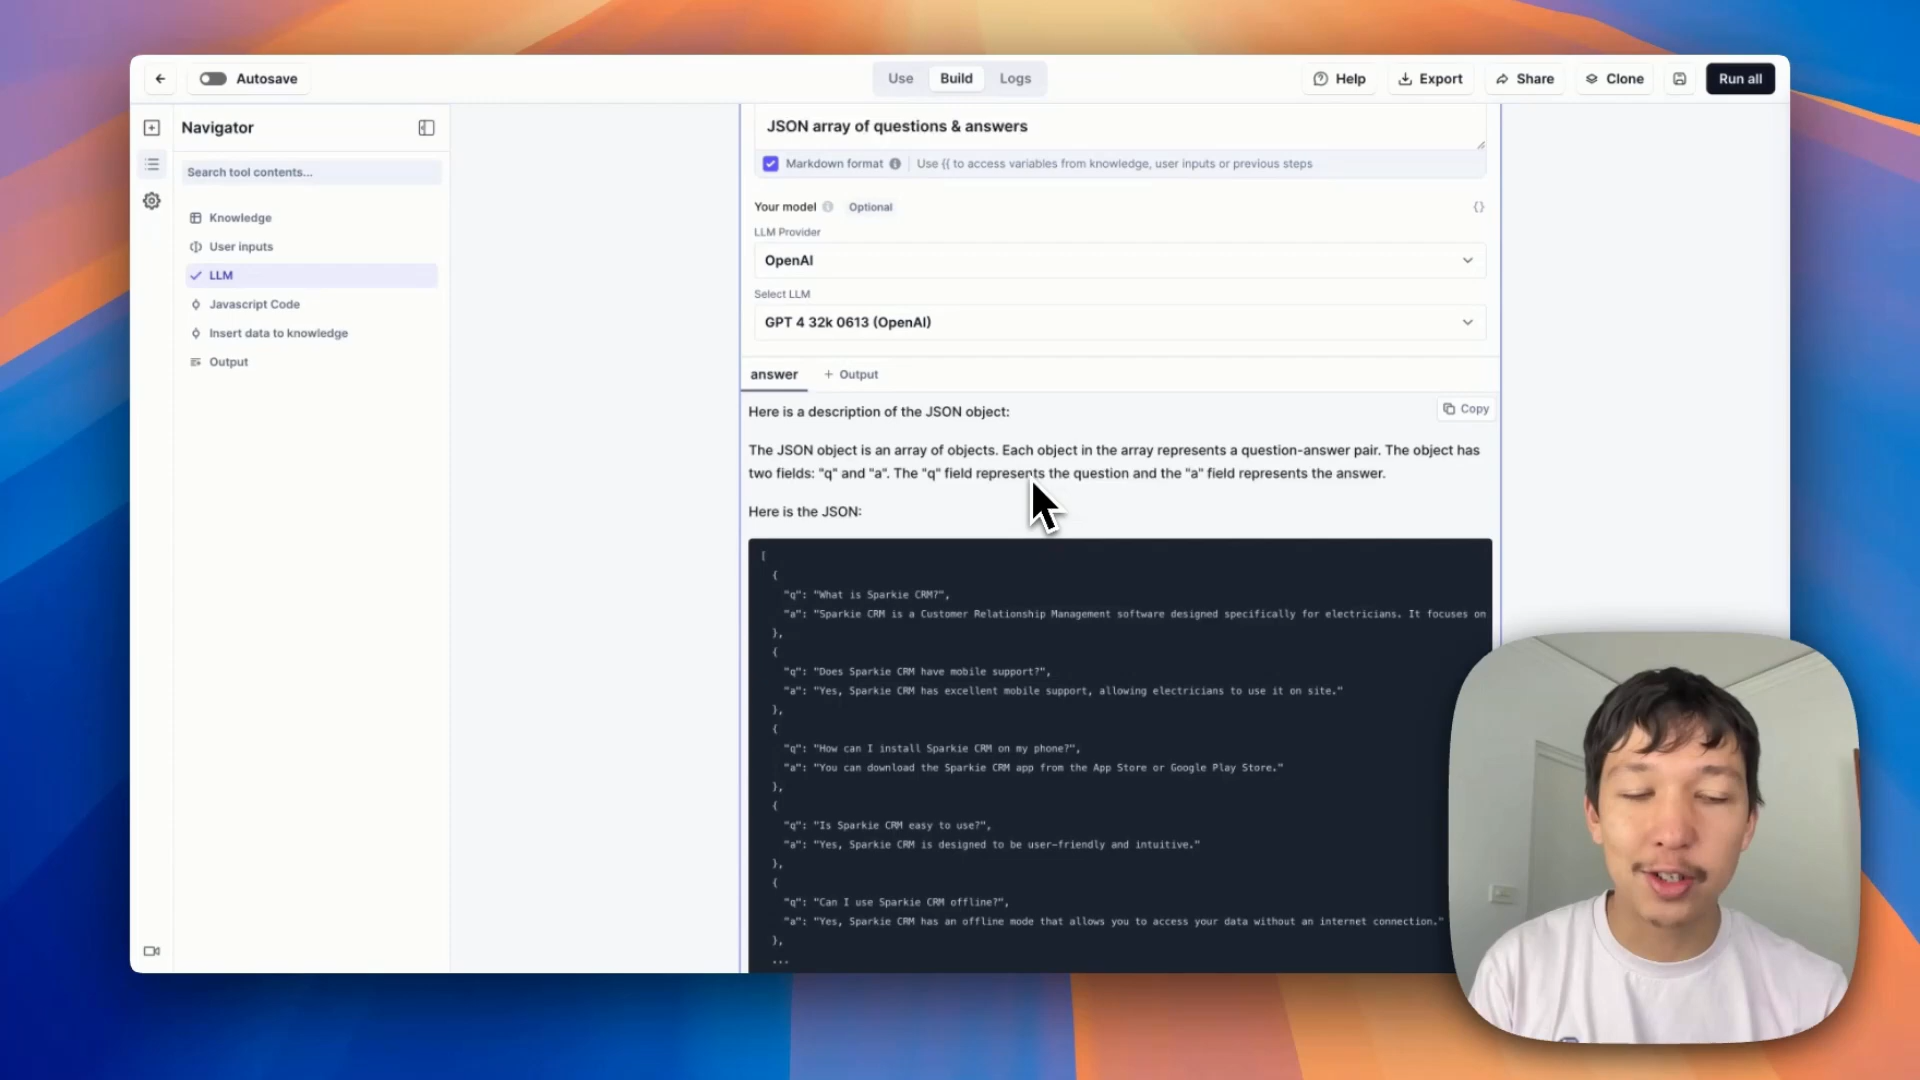 Autosave
Use Build Logs
Help Export Share Clone Run all
Navigator
Search tool contents...
Knowledge
User inputs
LLM
Javascript Code
Insert data to knowledge
Output
JSON array of questions & answers
Markdown format Use {{ to access variables from knowledge, user inputs or previous steps
Your model Optional {}
LLM Provider
OpenAI
Select LLM
GPT 4 32k 0613 (OpenAI)
answer + Output
Copy
Here is a description of the JSON object:
The JSON object is an array of objects. Each object in the array represents a question-answer pair. The object has
two fields: "q" and "a". The "q" field represents the question and the "a" field represents the answer.
Here is the JSON:
[
{
"q": "What is Sparkie CRM?",
"a": "Sparkie CRM is a Customer Relationship Management software designed specifically for electricians. It focuses on
},
{
"q": "Does Sparkie CRM have mobile support?",
"a": "Yes, Sparkie CRM has excellent mobile support, allowing electricians to use it on site."
},
{
"q": "How can I install Sparkie CRM on my phone?",
"a": "You can download the Sparkie CRM app from the App Store or Google Play Store."
},
{
"q": "Is Sparkie CRM easy to use?",
"a": "Yes, Sparkie CRM is designed to be user-friendly and intuitive."
},
{
"q": "Can I use Sparkie CRM offline?",
"a": "Yes, Sparkie CRM has an offline mode that allows you to access your data without an internet connection."
},
...